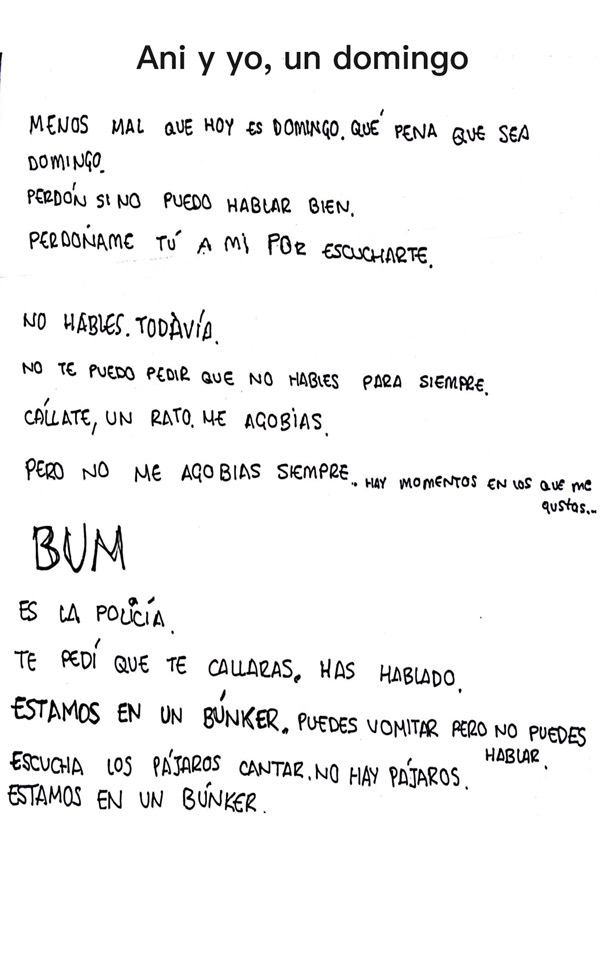 Ani y yo, un domingo
MENOS MAL QUE HOY ES DOMINGO. QUÉ PENA QUE SEA
DOMINGO.
PERDÓN SI NO PUEDO HABLAR BIEN.
PERDÓÑAME TÚ A MÍ POR ESCUCHARTE.
NO HABLES. TODAVÍA.
NO TE PUEDO PEDIR QUE NO HABLES PARA SIEMPRE.
CÁLLATE, UN RATO. ME AGOBIAS.
PERO NO ME AGOBIAS SIEMPRE.. HAY MOMENTOS EN LOS QUE ME
gustas...
BUM
ES LA POLICÍA.
TE PEDÍ QUE TE CALLARAS. HAS HABLADO.
ESTAMOS EN UN BÚNKER. PUEDES VOMITAR PERO NO PUEDES
HABLAR.
ESCUCHA LOS PÁJAROS CANTAR. NO HAY PÁJAROS.
ESTAMOS EN UN BÚNKER.